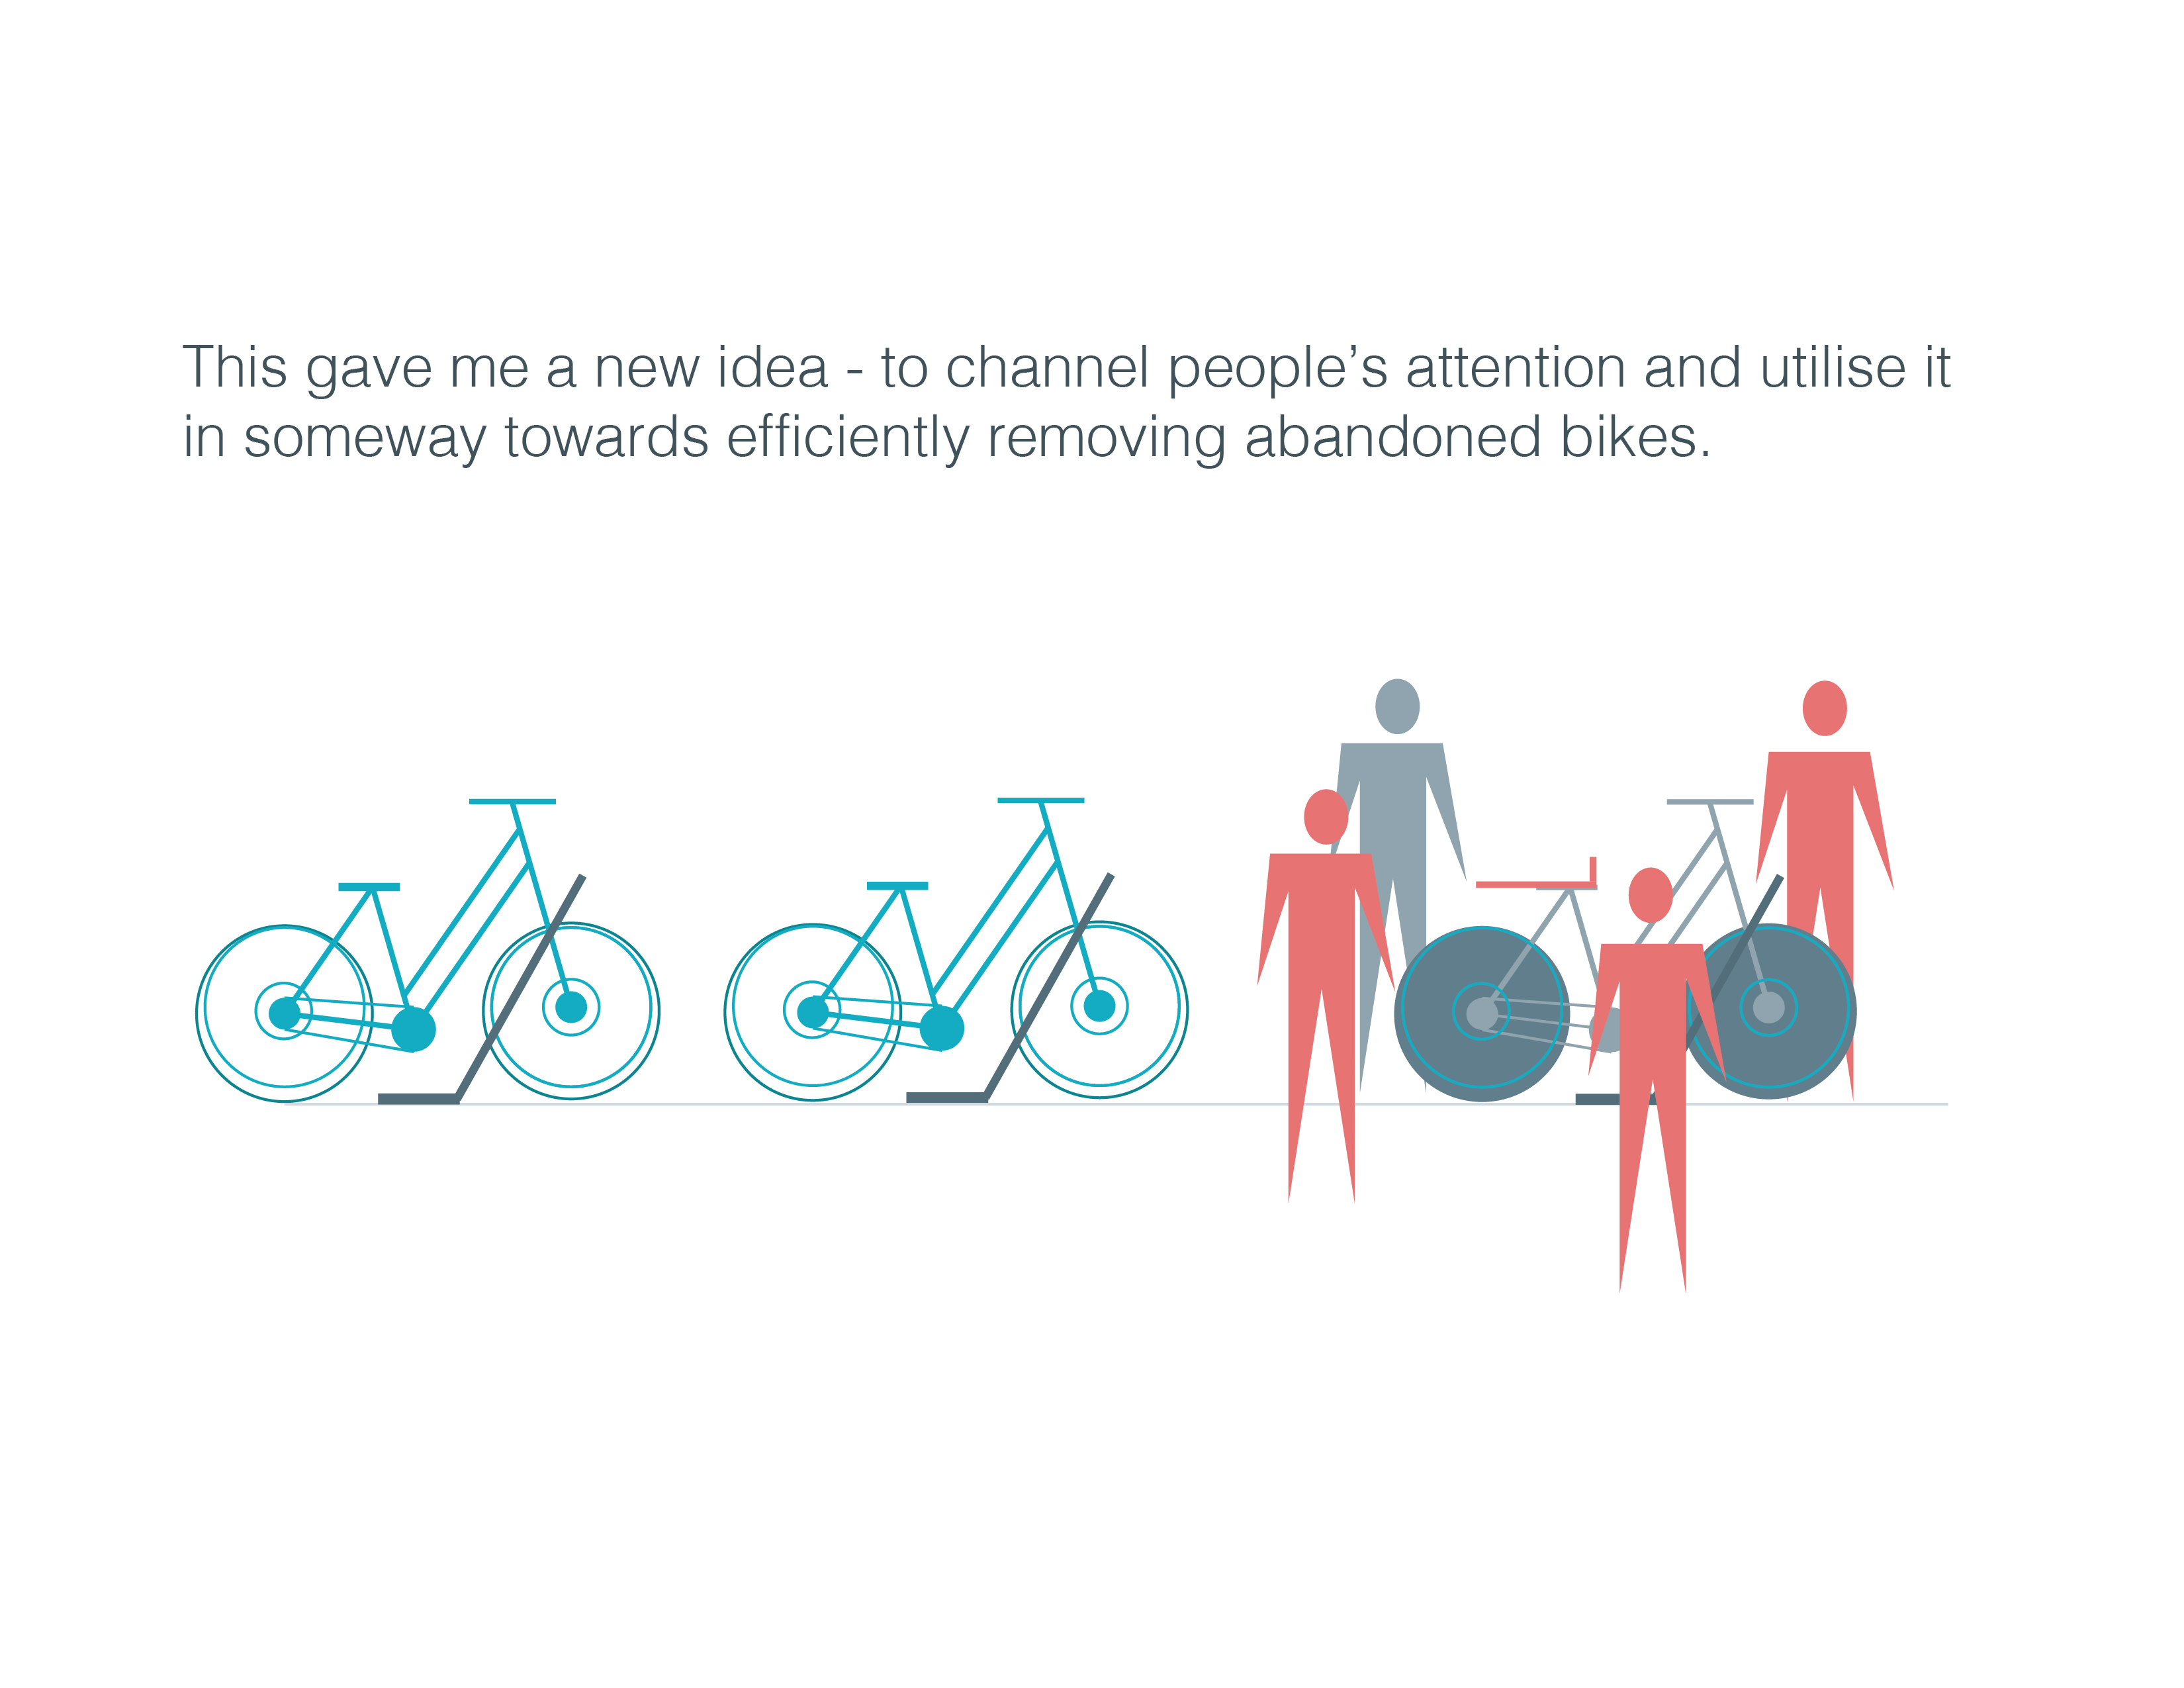 This gave me a new idea - to channel people’s attention and utilise it
in someway towards efficiently removing abandoned bikes.